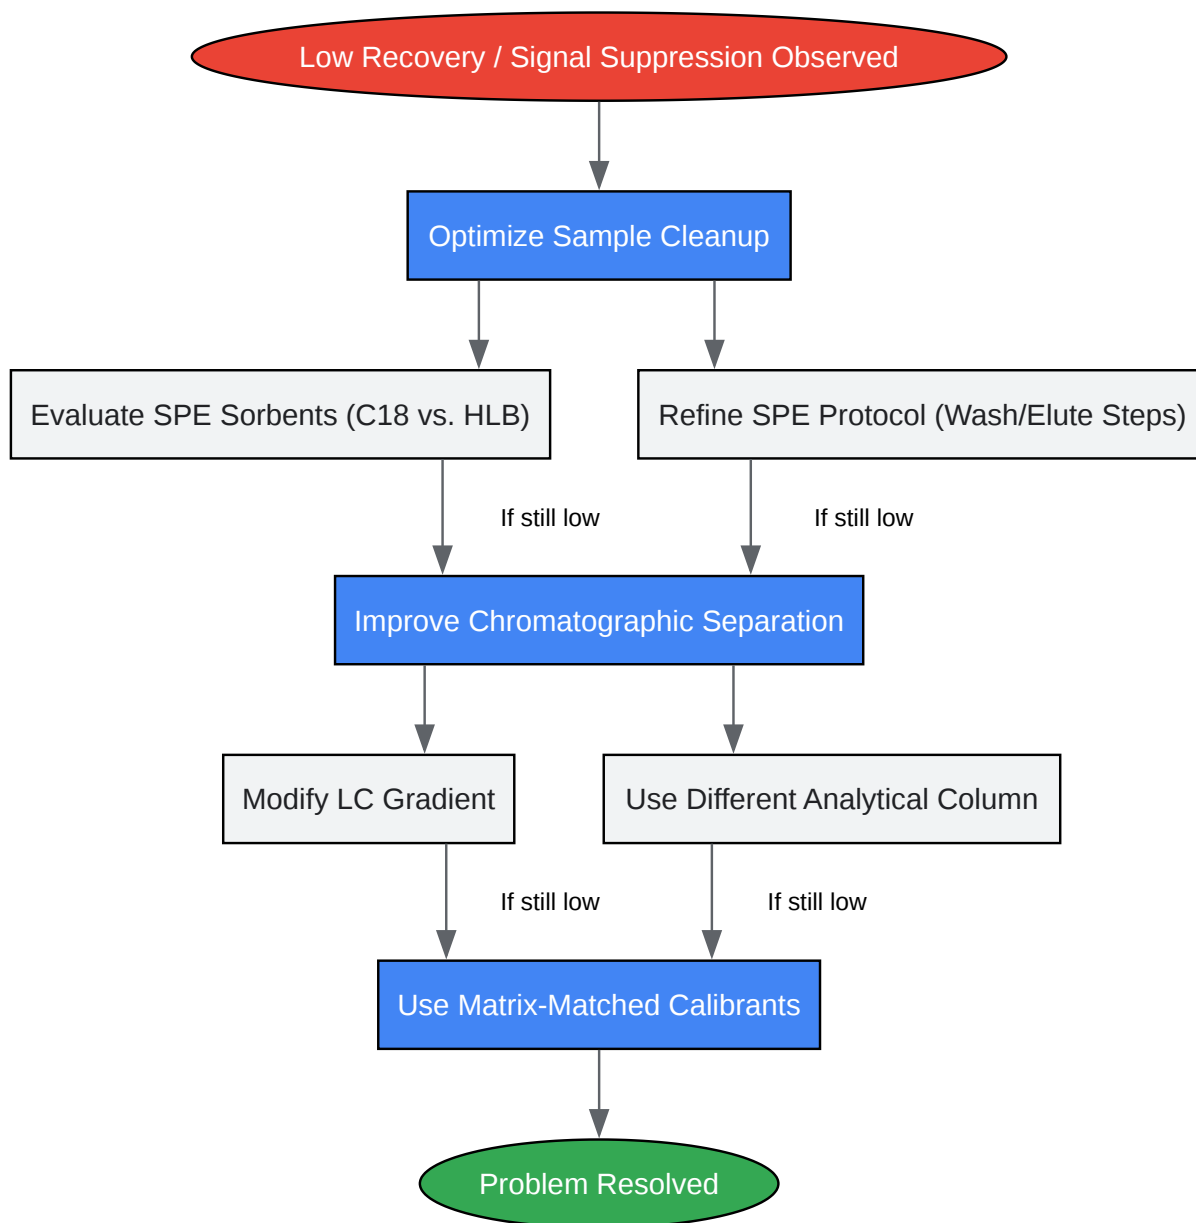 Low Recovery / Signal Suppression Observed
Optimize Sample Cleanup
Evaluate SPE Sorbents (C18 vs. HLB)
Refine SPE Protocol (Wash/Elute Steps)
If still low
If still low
Improve Chromatographic Separation
Modify LC Gradient
Use Different Analytical Column
If still low
If still low
Use Matrix-Matched Calibrants
Problem Resolved